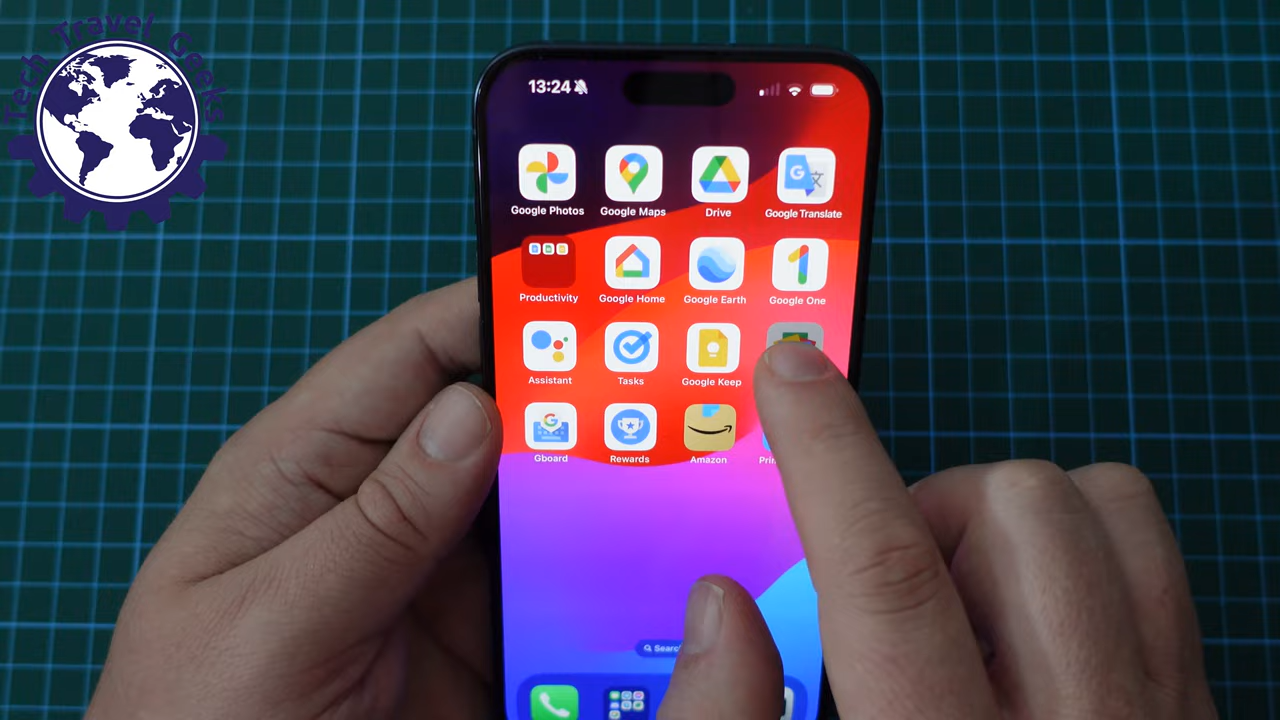 Tech Travel Geeks
13:24
Google Photos Google Maps Drive Google Translate
Productivity Google Home Google Earth Google One
Assistant Tasks Google Keep
Gboard Rewards Amazon